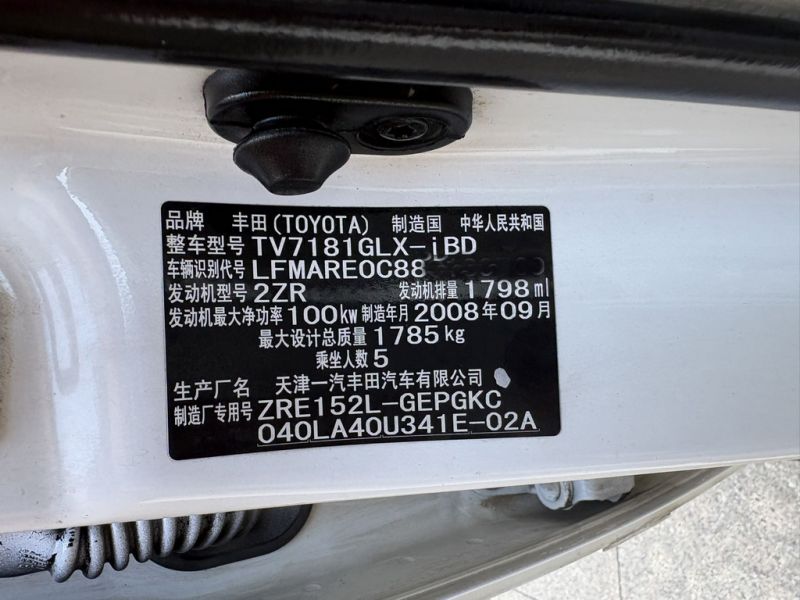 品牌 丰田(TOYOTA) 制造国 中华人民共和国
整车型号 TV7181GLX-iBD
车辆识别代号 LFMARE0C88
发动机型号 2ZR 发动机排量 1798 ml
发动机最大净功率 100kw 制造年月 2008年09月
最大设计总质量 1785 kg
乘坐人数 5
生产厂名 天津一汽丰田汽车有限公司
制造厂专用号 ZRE152L-GEPGKC
040LA40U341E-02A